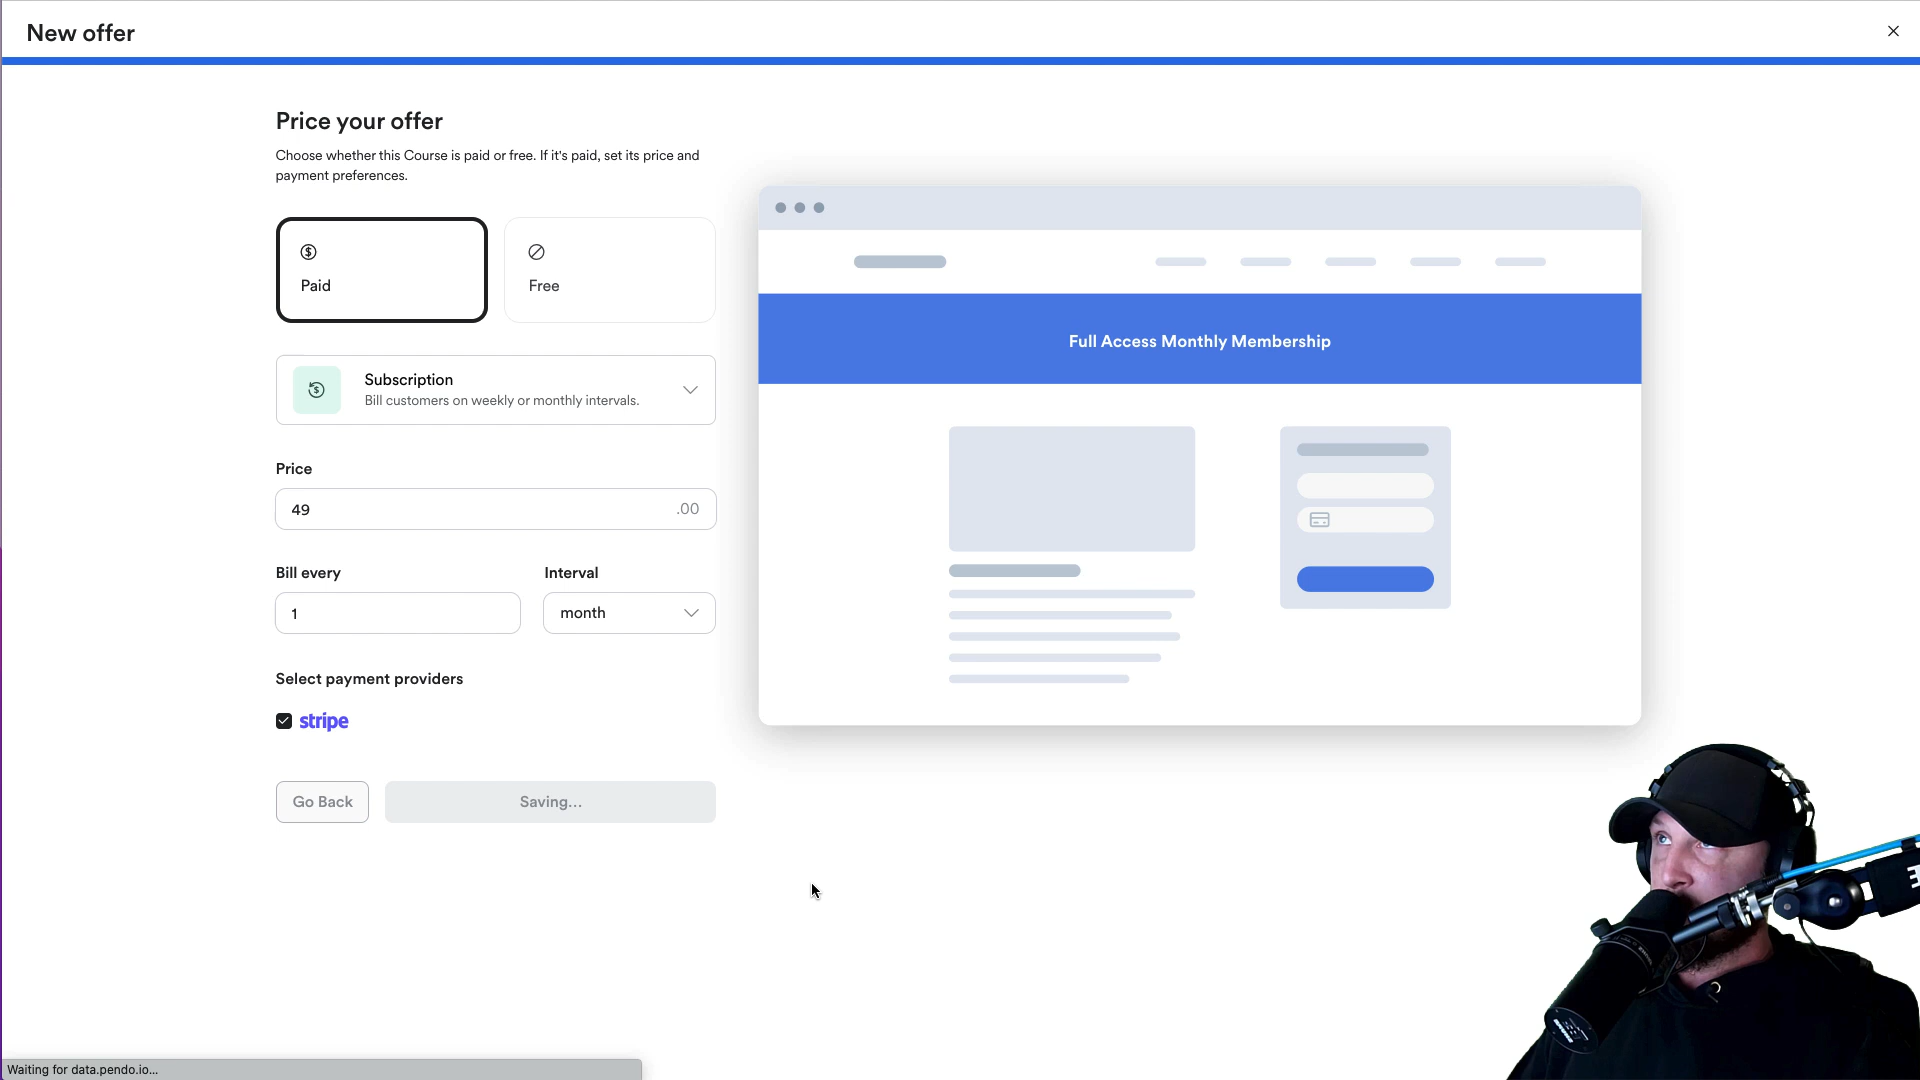 New offer
Price your offer
Choose whether this Course is paid or free. If it's paid, set its price and
payment preferences.
Paid
Free
Subscription
Bill customers on weekly or monthly intervals.
Price
49
.00
Bill every
Interval
1
month
Select payment providers
stripe
Go Back
Saving...
Full Access Monthly Membership
Waiting for data.pendo.io...